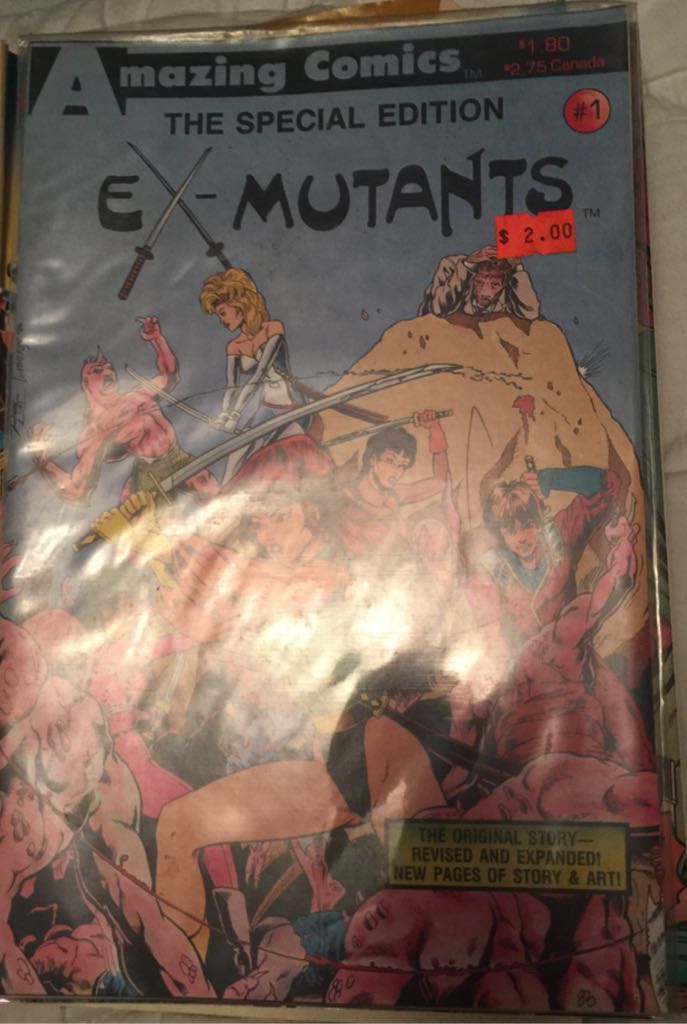 Amazing Comics TM
$1.80
$2.75 Canada
THE SPECIAL EDITION
#1
EX-MUTANTS TM
$ 2.00
THE ORIGINAL STORY—
REVISED AND EXPANDED!
NEW PAGES OF STORY & ART!